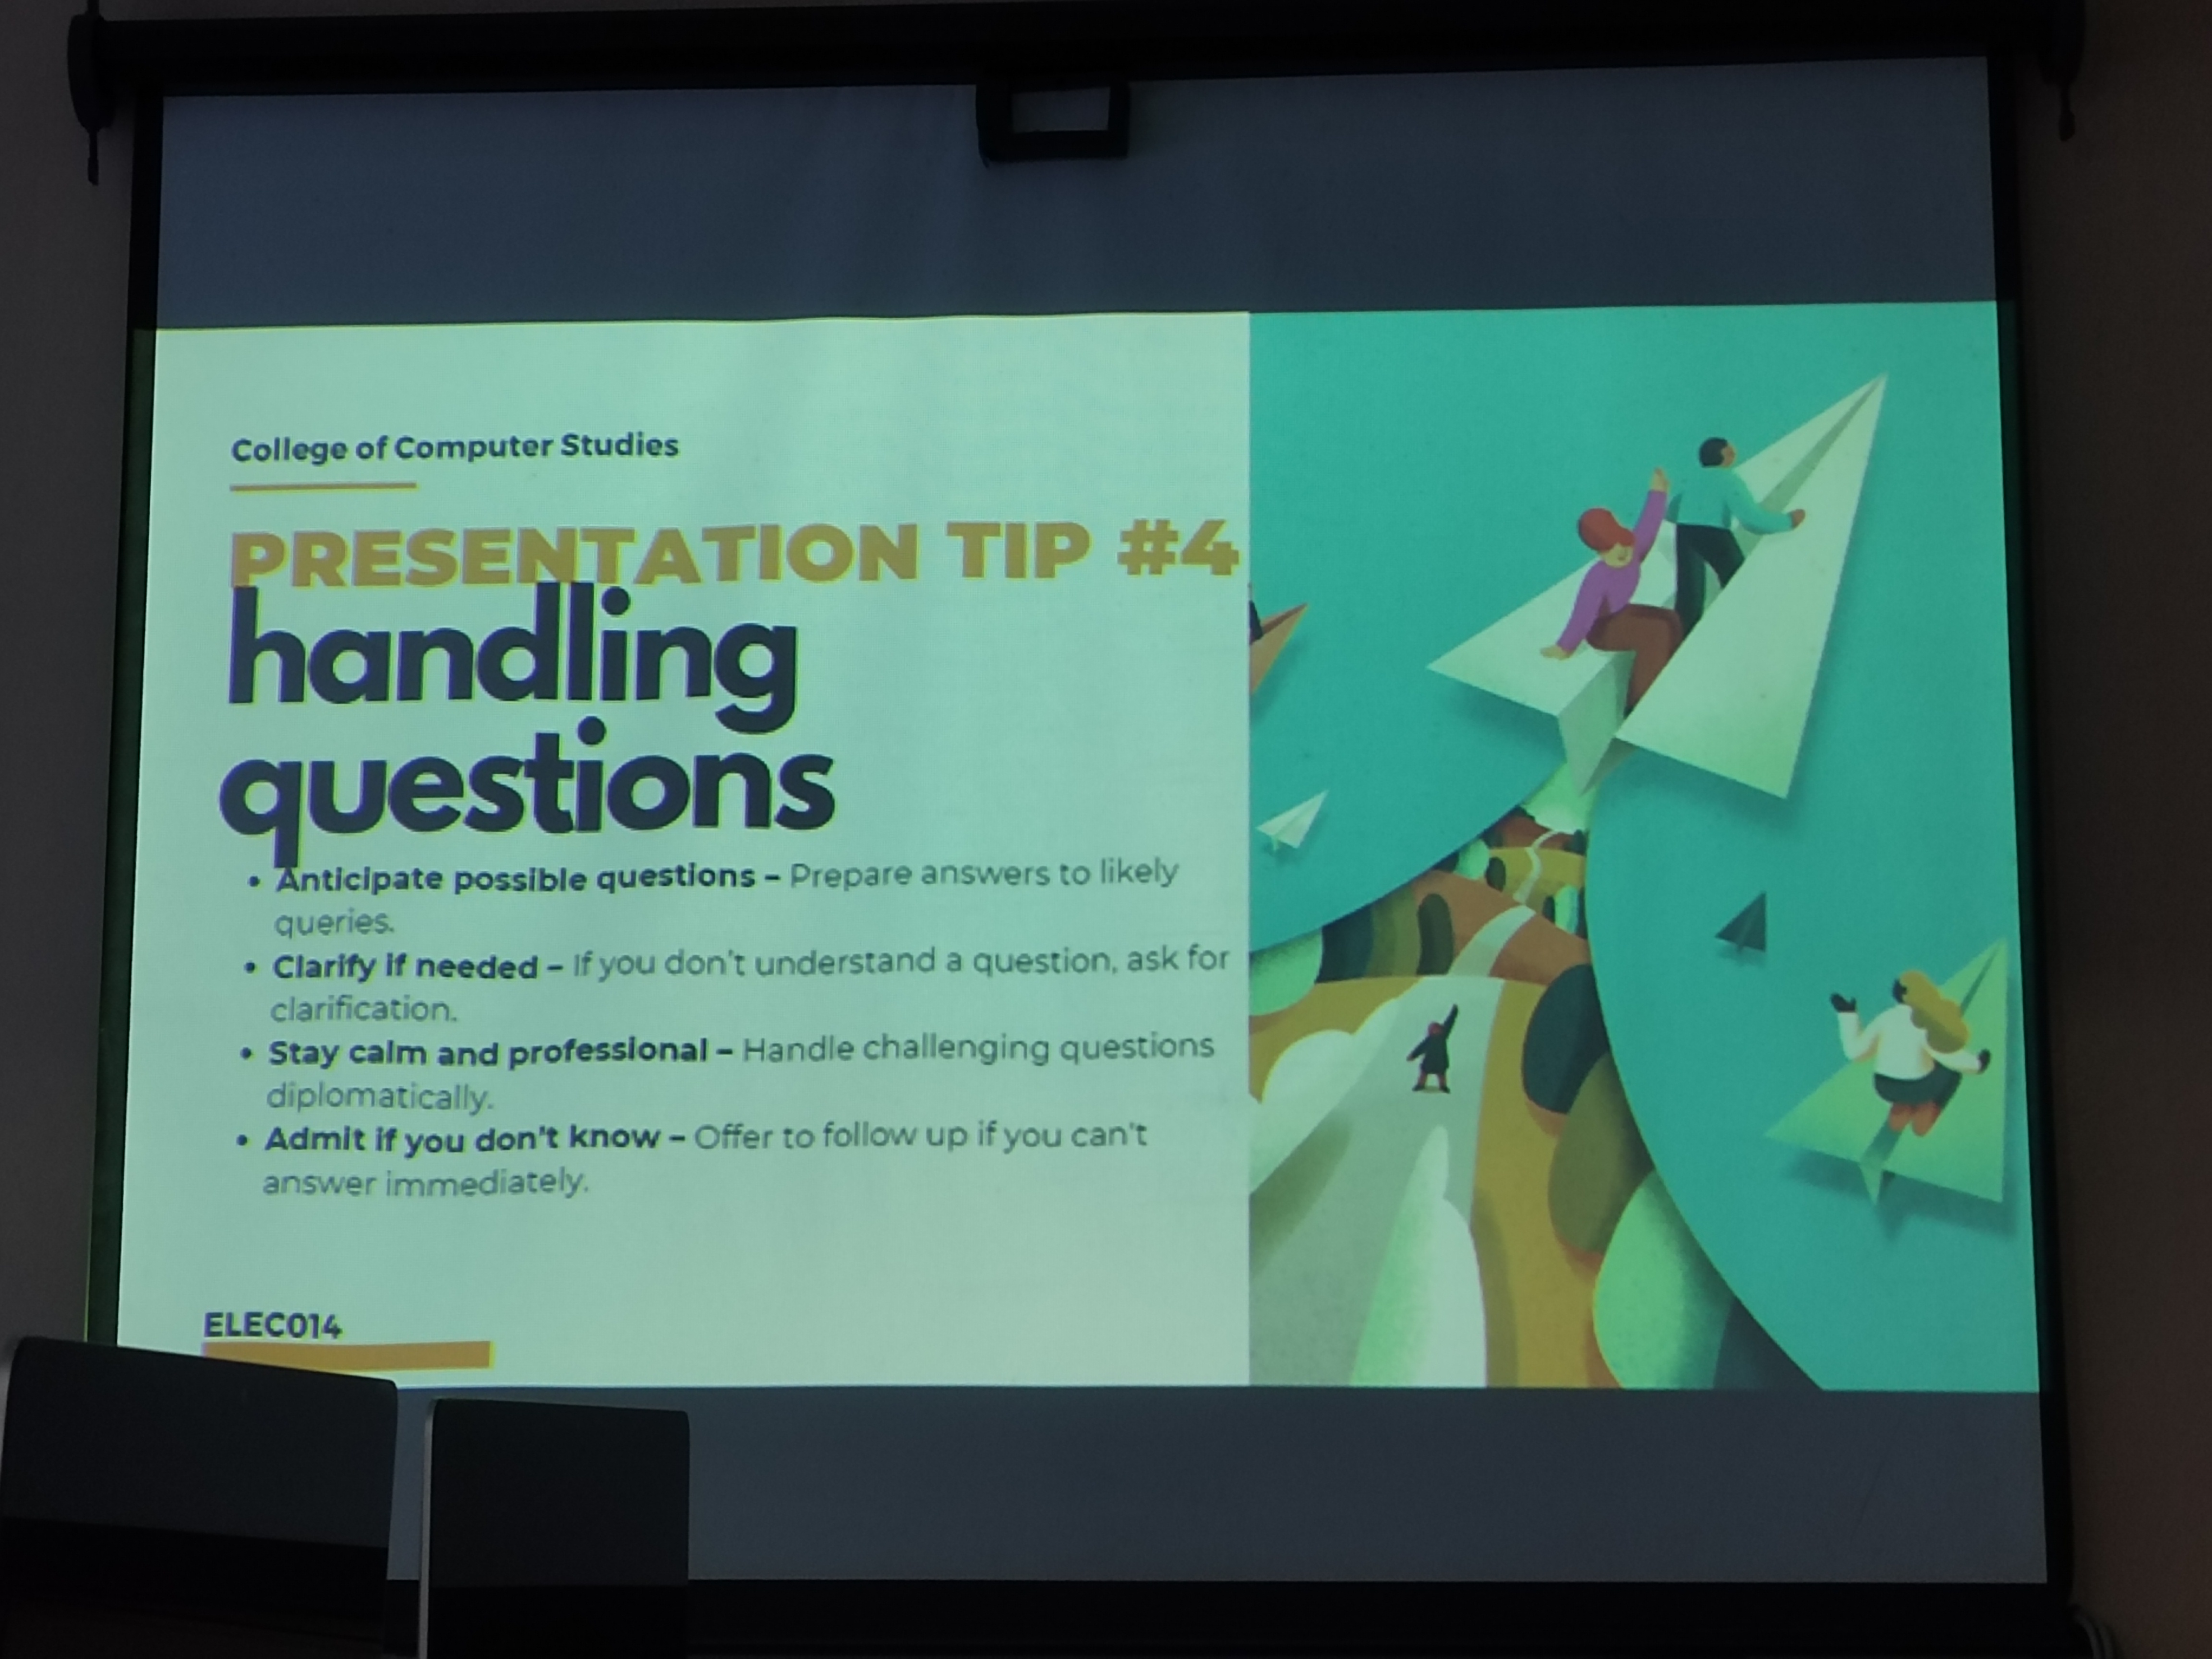 College of Computer Studies
PRESENTATION TIP #4
handling
questions
• Anticipate possible questions – Prepare answers to likely
queries.
• Clarify if needed – If you don't understand a question, ask for
clarification.
• Stay calm and professional – Handle challenging questions
diplomatically.
• Admit if you don't know – Offer to follow up if you can't
answer immediately.
ELEC014